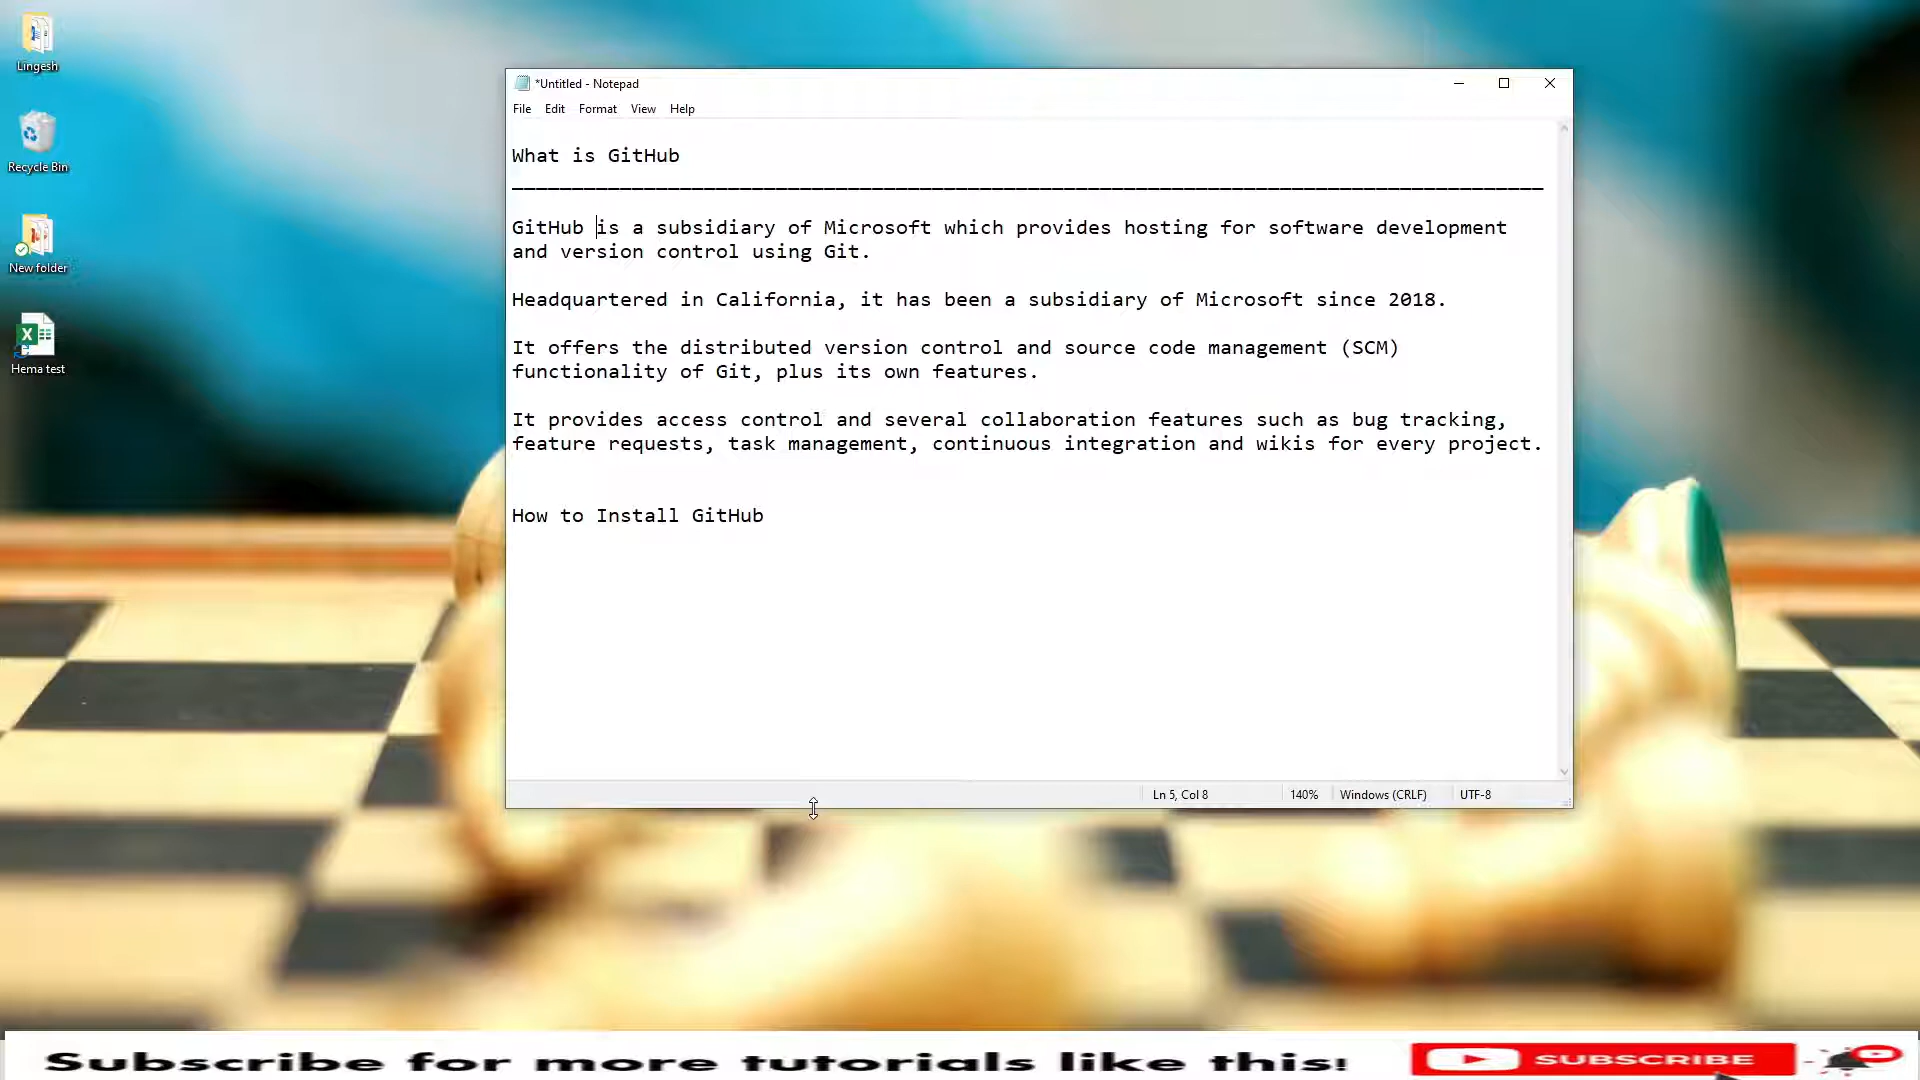 Lingesh
Recycle Bin
New folder
Hema test
*Untitled - Notepad
File Edit Format View Help
What is GitHub
GitHub is a subsidiary of Microsoft which provides hosting for software development
and version control using Git.
Headquartered in California, it has been a subsidiary of Microsoft since 2018.
It offers the distributed version control and source code management (SCM)
functionality of Git, plus its own features.
It provides access control and several collaboration features such as bug tracking,
feature requests, task management, continuous integration and wikis for every project.
How to Install GitHub
Ln 5, Col 8 140% Windows (CRLF) UTF-8
Subscribe for more tutorials like this! SUBSCRIBE